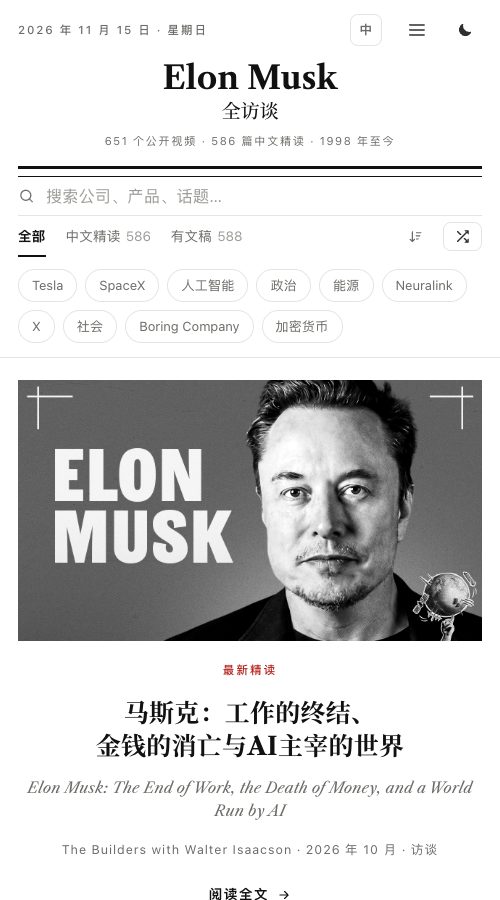 2026 年 11 月 15 日 · 星期日
中
Elon Musk
全访谈
651 个公开视频 · 586 篇中文精读 · 1998 年至今
搜索公司、产品、话题...
全部 中文精读 586 有文稿 588
Tesla SpaceX 人工智能 政治 能源 Neuralink
X 社会 Boring Company 加密货币
ELON
MUSK
最新精读
马斯克：工作的终结、
金钱的消亡与AI主宰的世界
Elon Musk: The End of Work, the Death of Money, and a World
Run by AI
The Builders with Walter Isaacson · 2026 年 10 月 · 访谈
阅读全文 →